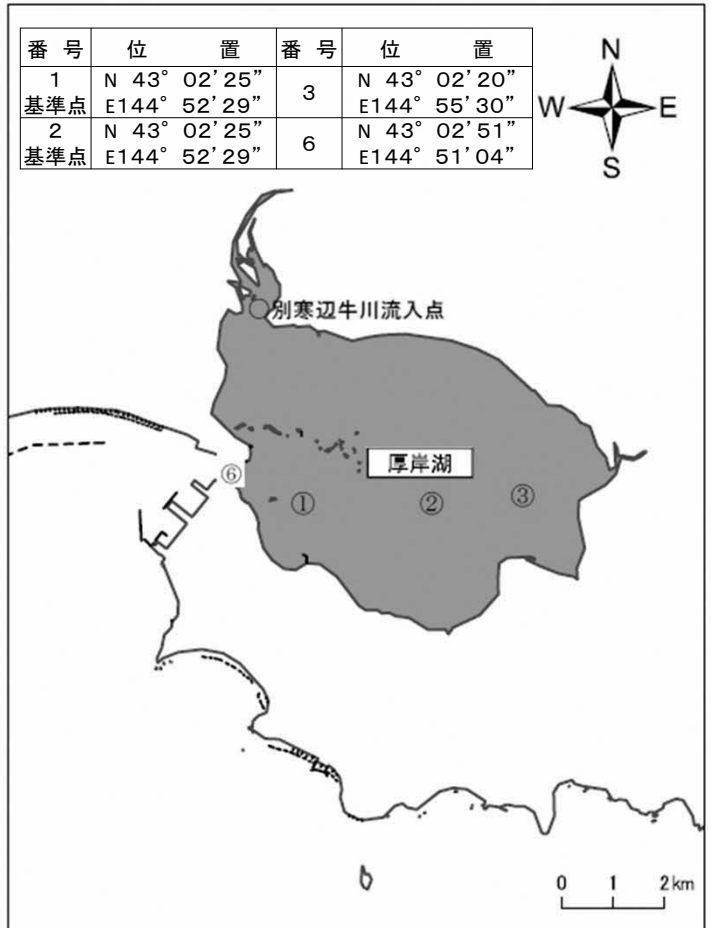 番 号 位 置 番 号 位 置
1 基準点 N 43° 02’25” E144° 52’29” 3 N 43° 02’20” E144° 55’30”
2 基準点 N 43° 02’25” E144° 52’29” 6 N 43° 02’51” E144° 51’04”
N
W E
S
別寒辺牛川流入点
厚岸湖
⑥ ① ② ③
0 1 2km